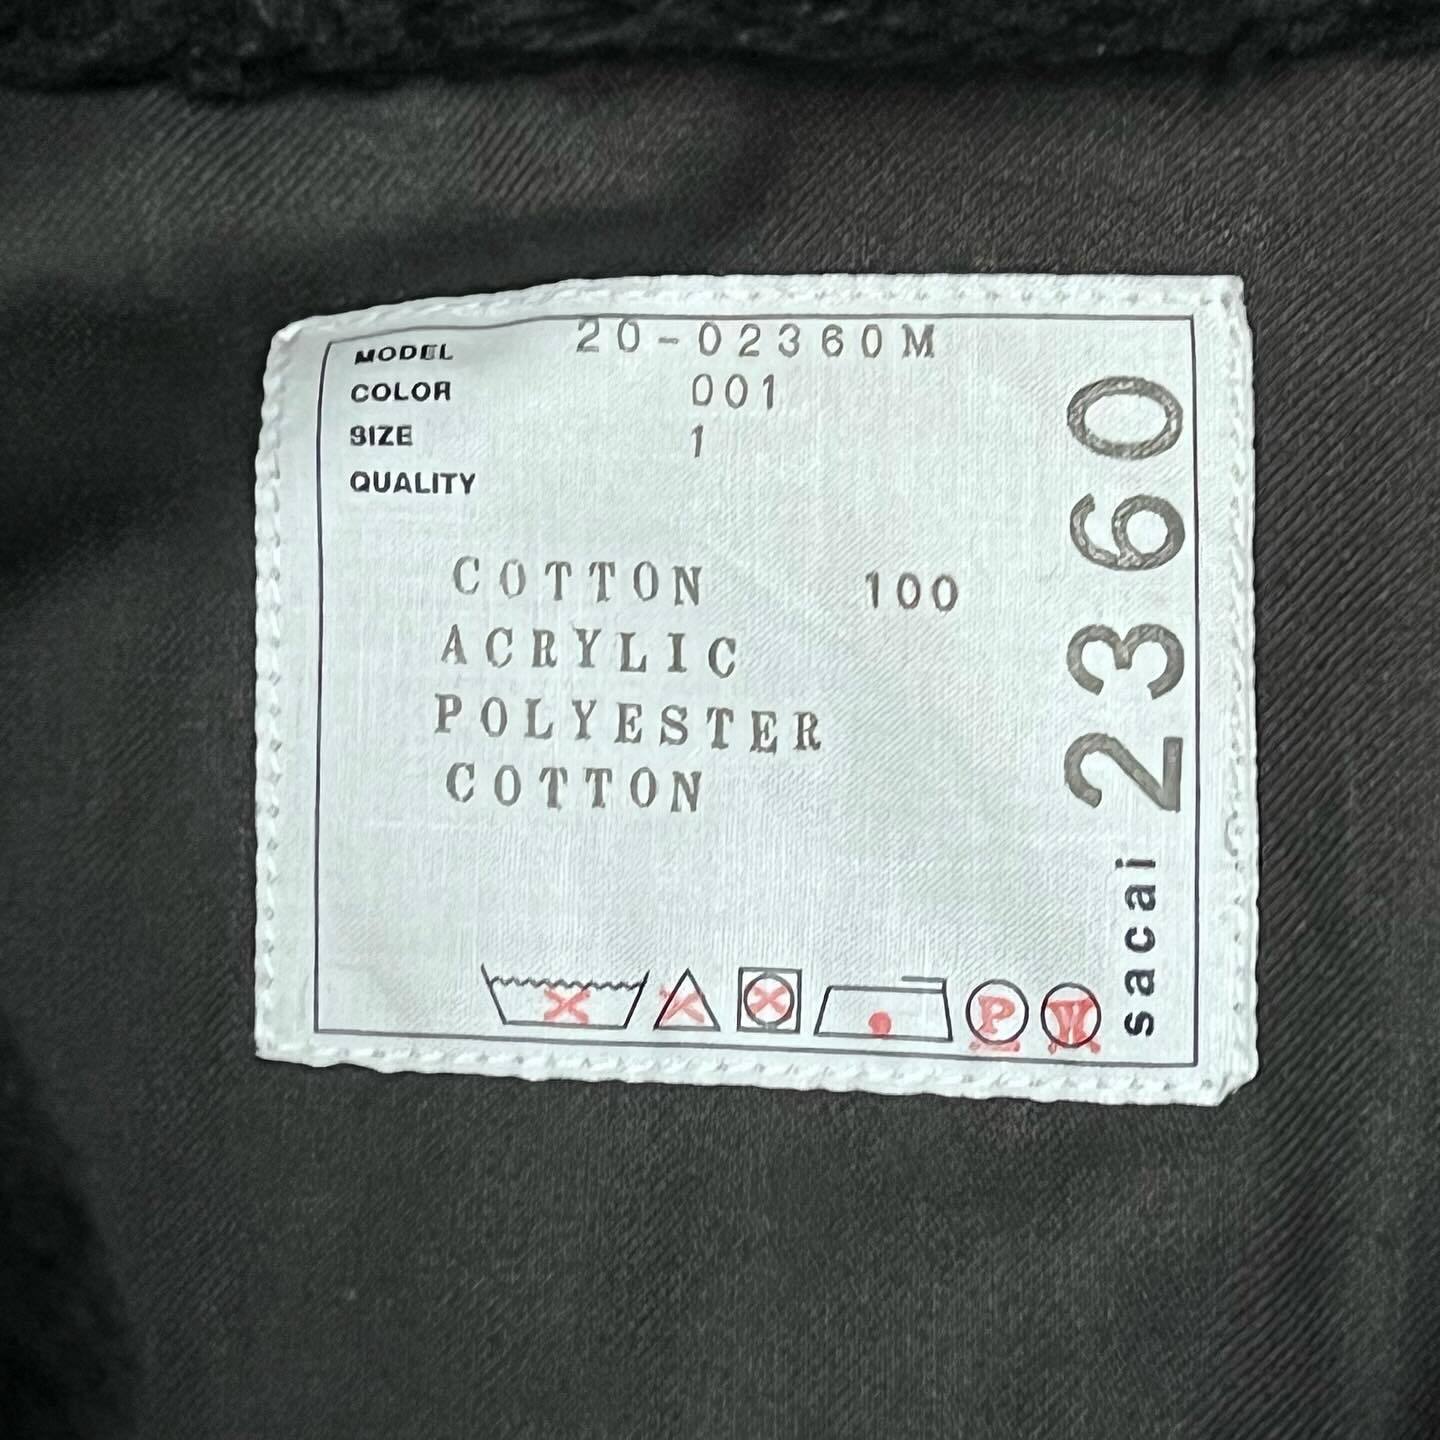 MODEL 20-02360M
COLOR 001
SIZE 1
QUALITY
COTTON 100
ACRYLIC
POLYESTER
COTTON
P
W
sacai 2360